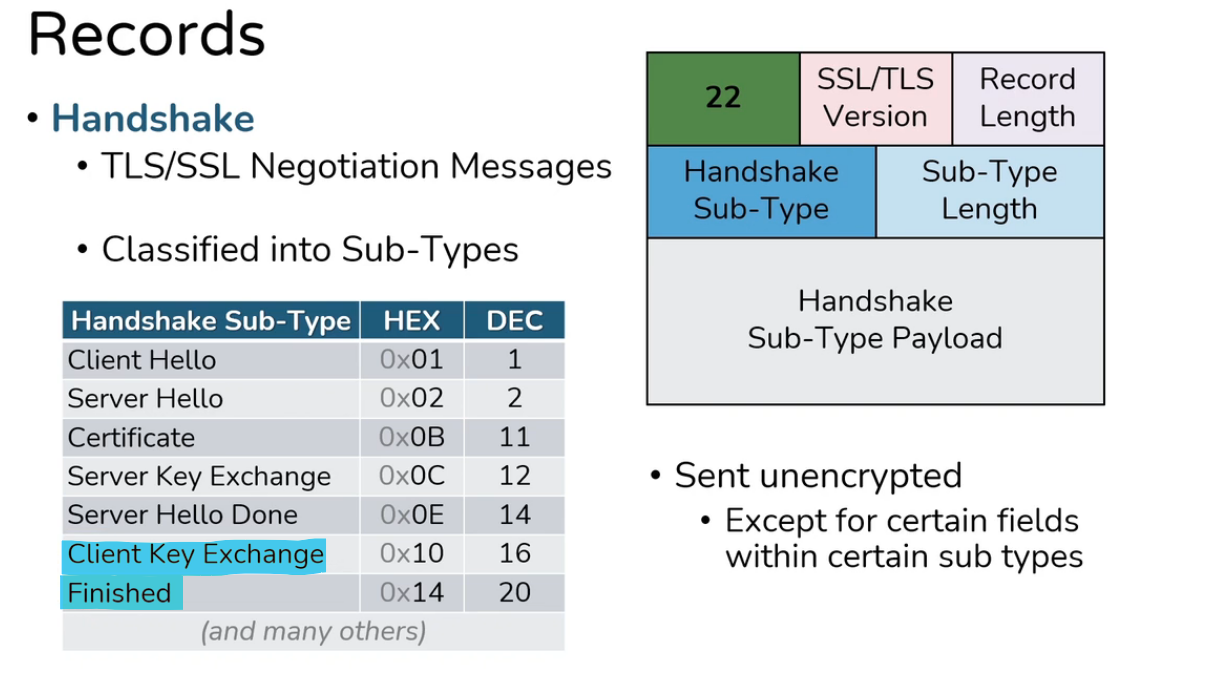 Records
• Handshake
• TLS/SSL Negotiation Messages
• Classified into Sub-Types
Handshake Sub-Type HEX DEC
Client Hello 0x01 1
Server Hello 0x02 2
Certificate 0x0B 11
Server Key Exchange 0x0C 12
Server Hello Done 0x0E 14
Client Key Exchange 0x10 16
Finished 0x14 20
(and many others)
22
SSL/TLS
Version
Record
Length
Handshake
Sub-Type
Sub-Type
Length
Handshake
Sub-Type Payload
• Sent unencrypted
• Except for certain fields
within certain sub types